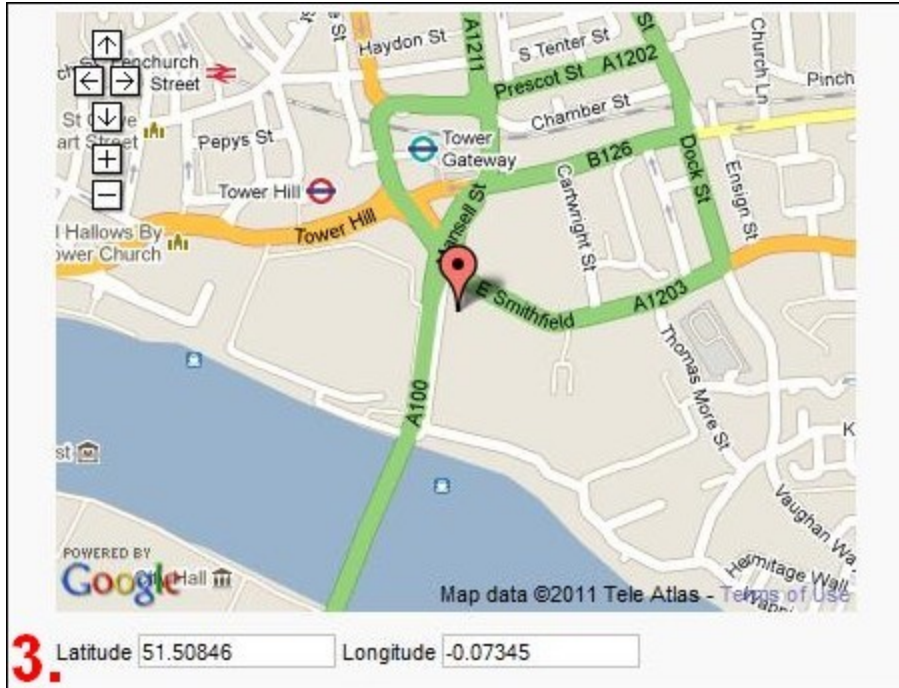 Haydon St
A1211
St
S Tenter St
Church Ln
Prescot St A1202
Pinch
Street
Chamber St
Pepys St
Tower
Gateway
B126
Dock St
Ensign St
Tower Hill
Cartwright St
Mansell St
Tower Hill
Hallows By
ower Church
E Smithfield
A1203
Thomas More St
A100
st
K
Vaughan Wa
Hermitage Wall
POWERED BY
Google
City Hall
Map data ©2011 Tele Atlas - Terms of Use
3.
Latitude 51.50846 Longitude -0.07345